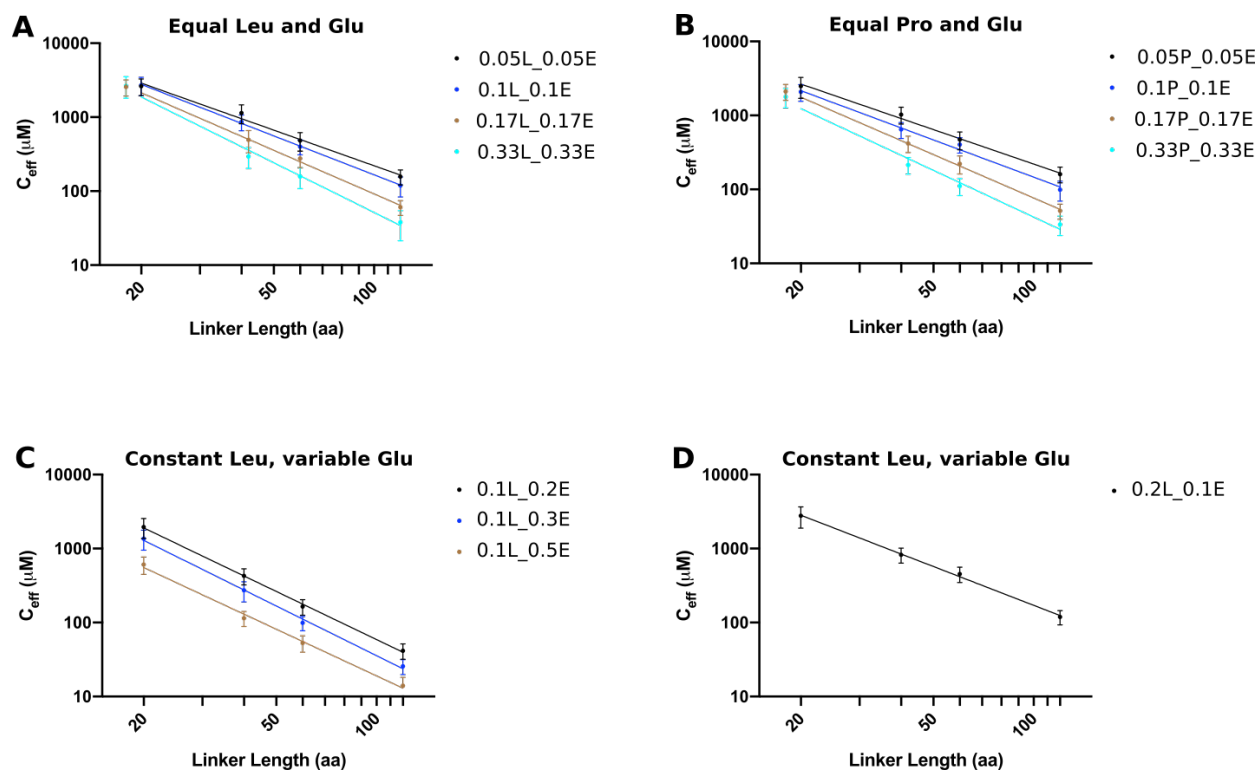 A
Equal Leu and Glu
10000
1000
100
10
Ceff (μM)
20
50
100
Linker Length (aa)
0.05L_0.05E
0.1L_0.1E
0.17L_0.17E
0.33L_0.33E
B
Equal Pro and Glu
10000
1000
100
10
Ceff (μM)
20
50
100
Linker Length (aa)
0.05P_0.05E
0.1P_0.1E
0.17P_0.17E
0.33P_0.33E
C
Constant Leu, variable Glu
10000
1000
100
10
Ceff (μM)
20
50
100
Linker Length (aa)
0.1L_0.2E
0.1L_0.3E
0.1L_0.5E
D
Constant Leu, variable Glu
10000
1000
100
10
Ceff (μM)
20
50
100
Linker Length (aa)
0.2L_0.1E